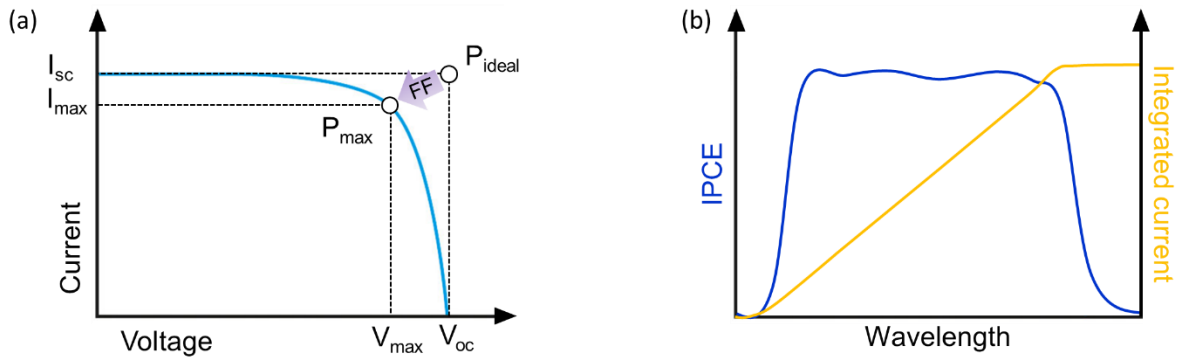 (a)
I_sc
I_max
P_ideal
FF
P_max
Current
Voltage
V_max
V_oc
(b)
IPCE
Integrated current
Wavelength